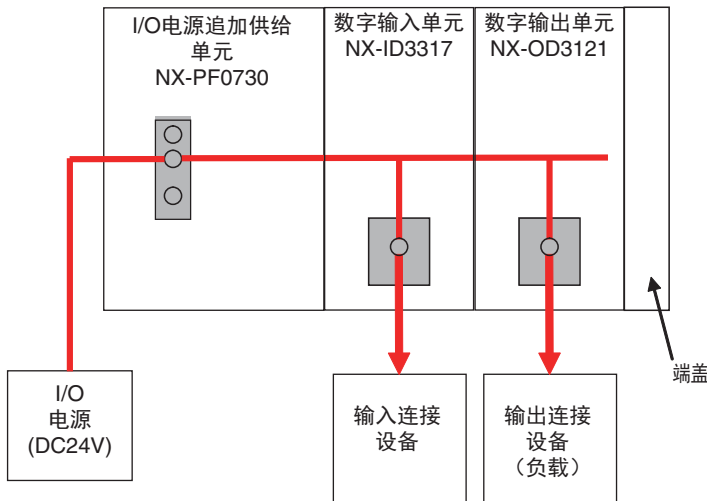 I/O电源追加供给
单元
NX-PF0730
数字输入单元
NX-ID3317
数字输出单元
NX-OD3121
端盖
I/O
电源
(DC24V)
输入连接
设备
输出连接
设备
（负载）